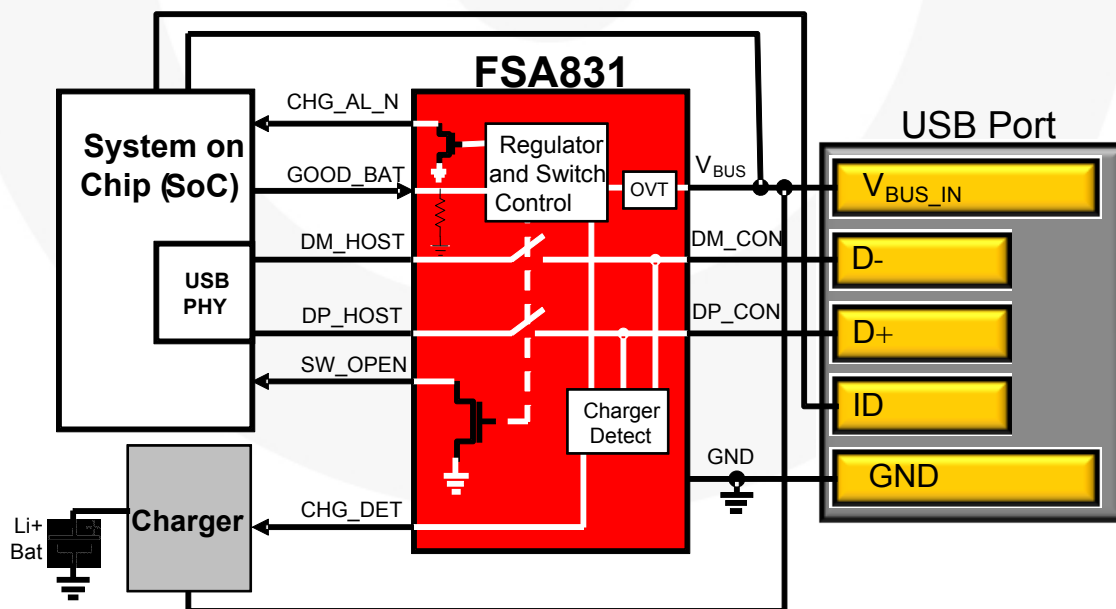 FSA831
USB Port
System on
Chip (SoC)
USB
PHY
CHG_AL_N
GOOD_BAT
DM_HOST
DP_HOST
SW_OPEN
CHG_DET
Regulator
and Switch
Control
OVT
Charger
Detect
VBUS
DM_CON
DP_CON
GND
VBUS_IN
D-
D+
ID
GND
Charger
Li+
Bat